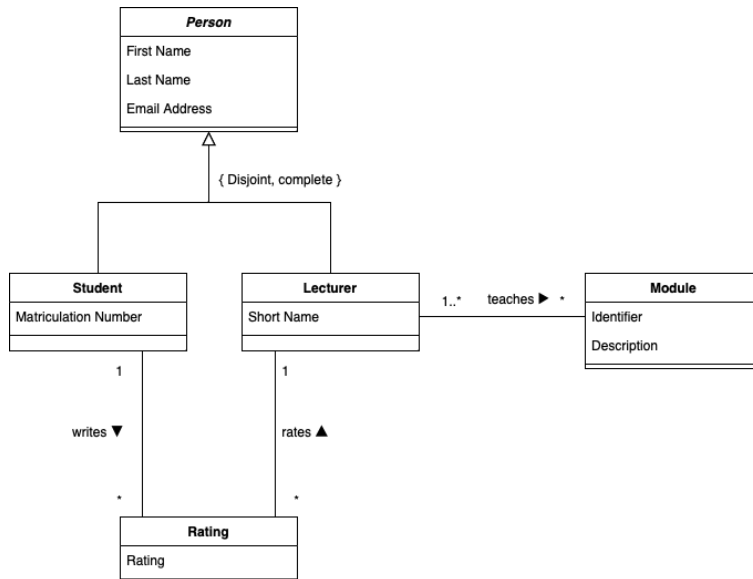 Person
First Name
Last Name
Email Address
{ Disjoint, complete }
Student
Matriculation Number
Lecturer
Short Name
1..* teaches ▶ *
Module
Identifier
Description
1
1
writes ▼
rates ▲
*
*
Rating
Rating